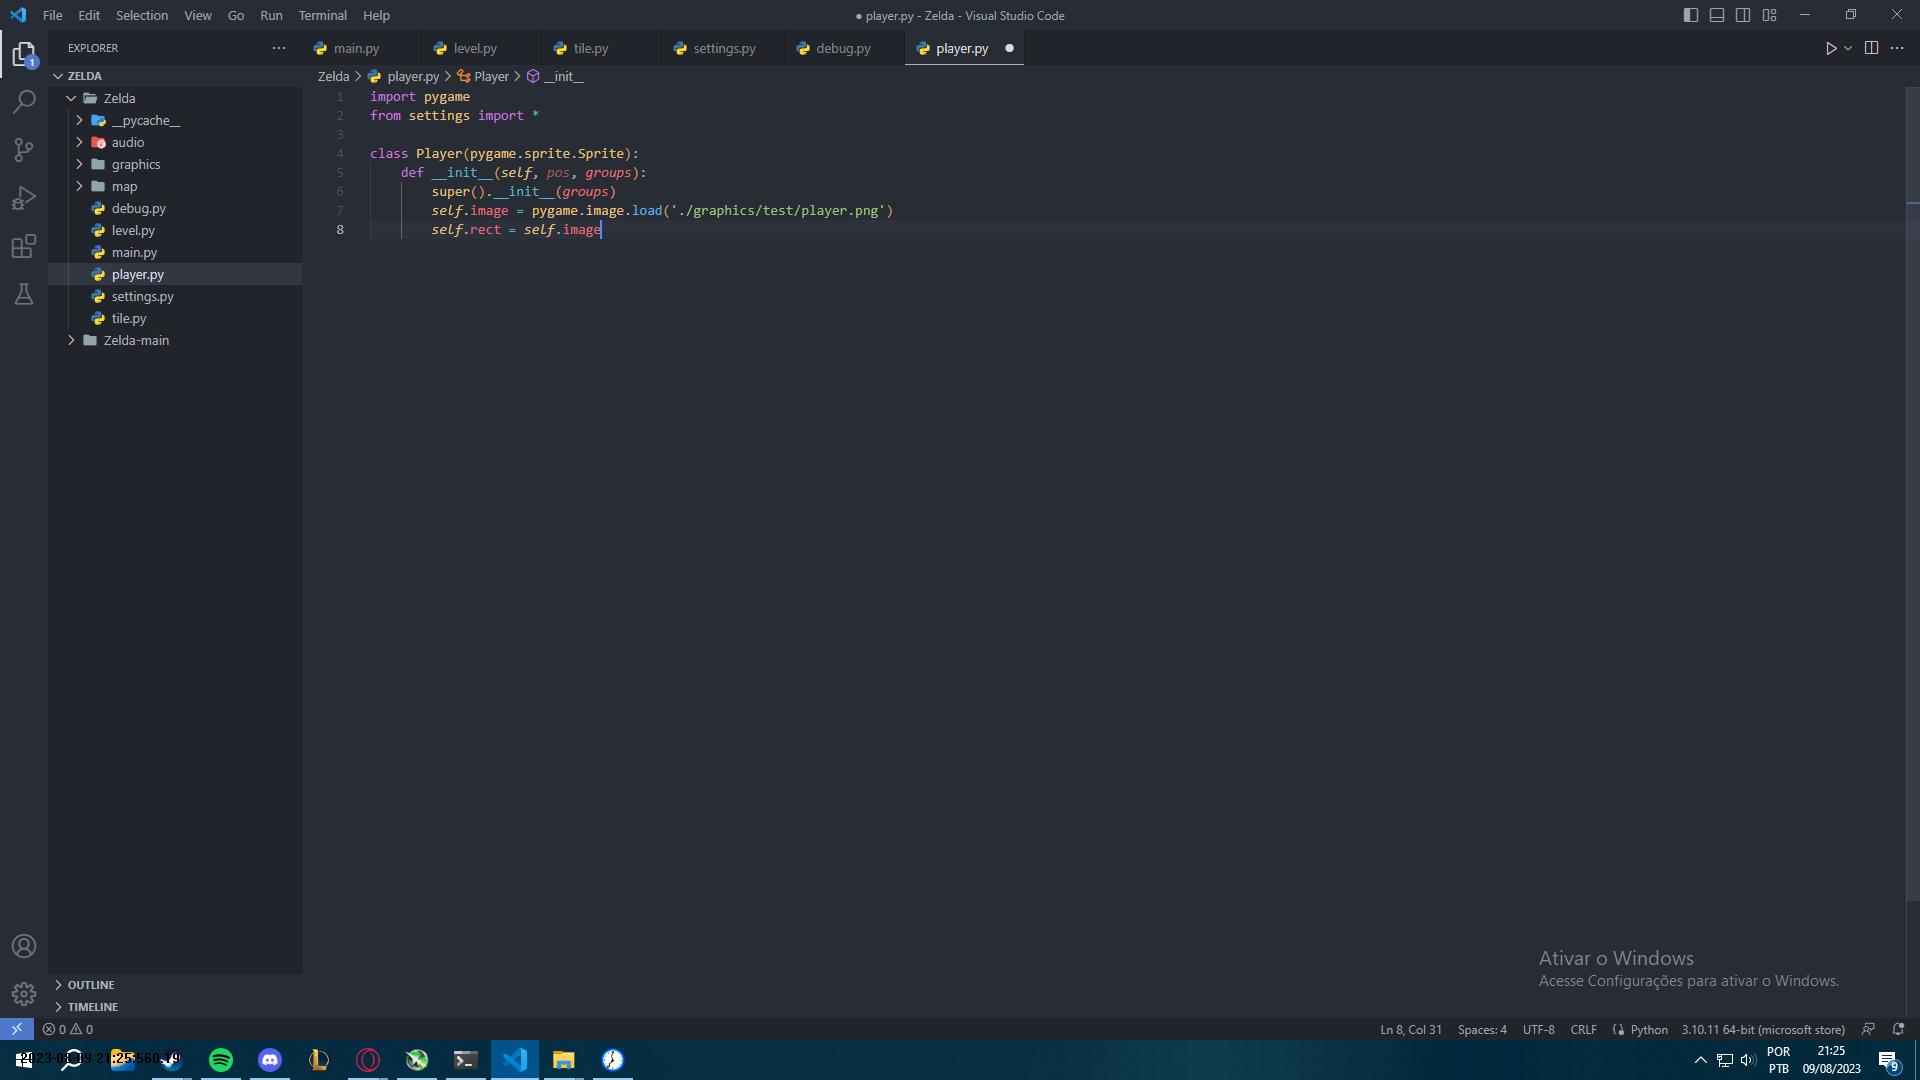 File Edit Selection View Go Run Terminal Help
● player.py - Zelda - Visual Studio Code
EXPLORER
main.py level.py tile.py settings.py debug.py player.py
ZELDA
Zelda > player.py > Player > __init__
Zelda
__pycache__
audio
graphics
map
debug.py
level.py
main.py
player.py
settings.py
tile.py
Zelda-main
1 import pygame
2 from settings import *
3
4 class Player(pygame.sprite.Sprite):
5     def __init__(self, pos, groups):
6         super().__init__(groups)
7         self.image = pygame.image.load('./graphics/test/player.png')
8         self.rect = self.image
Ativar o Windows
Acesse Configurações para ativar o Windows.
OUTLINE
TIMELINE
0 0
Ln 8, Col 31 Spaces: 4 UTF-8 CRLF Python 3.10.11 64-bit (microsoft store)
POR
PTB
21:25
09/08/2023
1
9